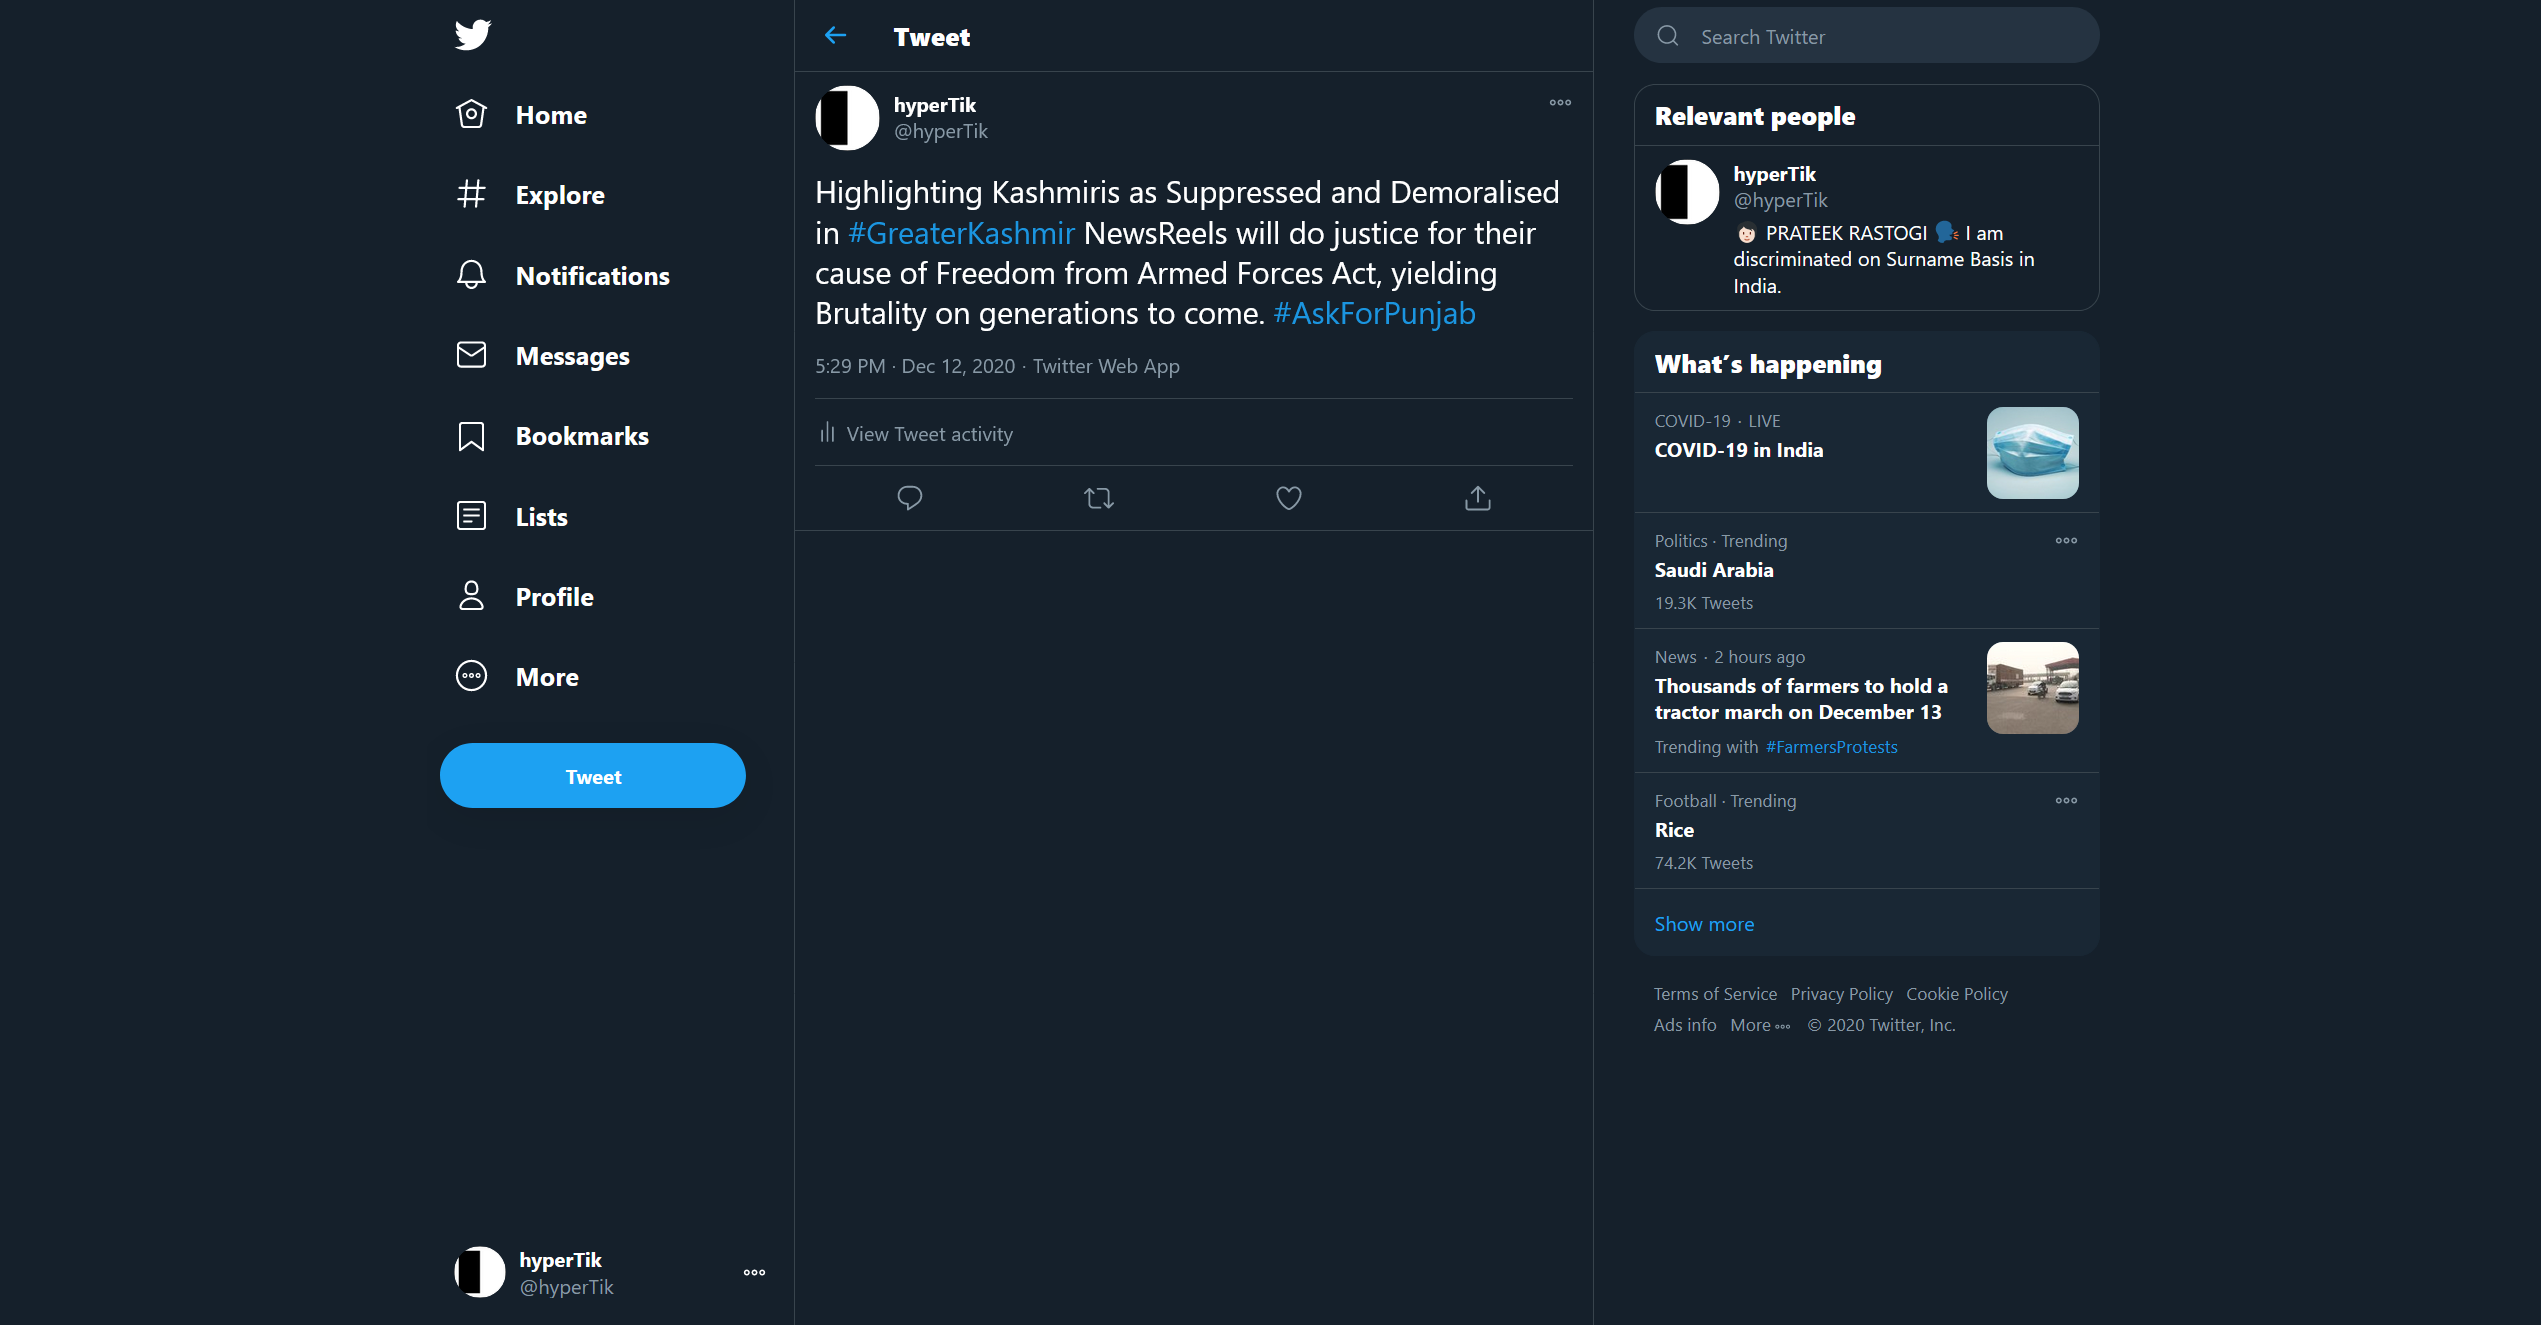 Home
Explore
Notifications
Messages
Bookmarks
Lists
Profile
More
Tweet
hyperTik
@hyperTik
Tweet
hyperTik
@hyperTik
Highlighting Kashmiris as Suppressed and Demoralised
in #GreaterKashmir NewsReels will do justice for their
cause of Freedom from Armed Forces Act, yielding
Brutality on generations to come. #AskForPunjab
5:29 PM · Dec 12, 2020 · Twitter Web App
View Tweet activity
Search Twitter
Relevant people
hyperTik
@hyperTik
PRATEEK RASTOGI I am
discriminated on Surname Basis in
India.
What's happening
COVID-19 · LIVE
COVID-19 in India
Politics · Trending
Saudi Arabia
19.3K Tweets
News · 2 hours ago
Thousands of farmers to hold a
tractor march on December 13
Trending with #FarmersProtests
Football · Trending
Rice
74.2K Tweets
Show more
Terms of Service Privacy Policy Cookie Policy
Ads info More © 2020 Twitter, Inc.